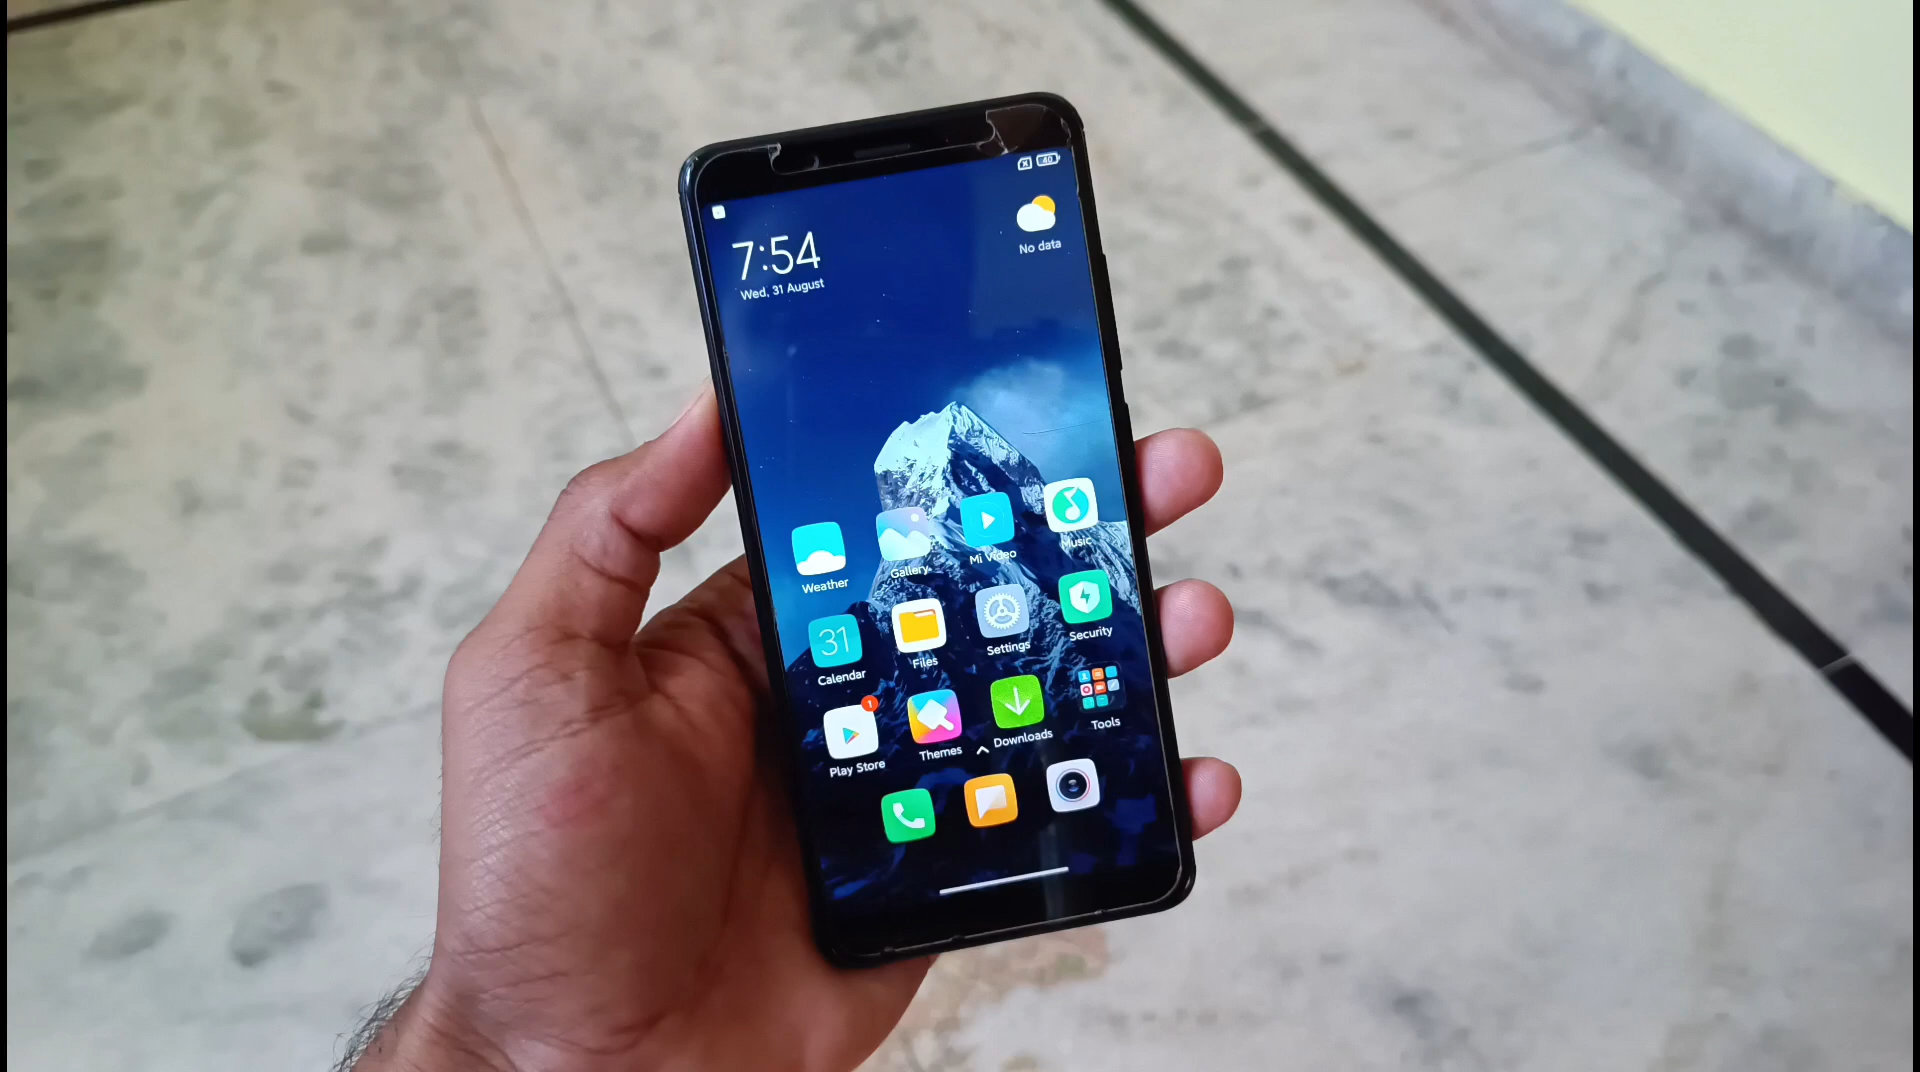 40
7:54
Wed, 31 August
No data
Weather
Gallery
Mi Video
Music
31
Calendar
Files
Settings
Security
1
Play Store
Themes
Downloads
Tools